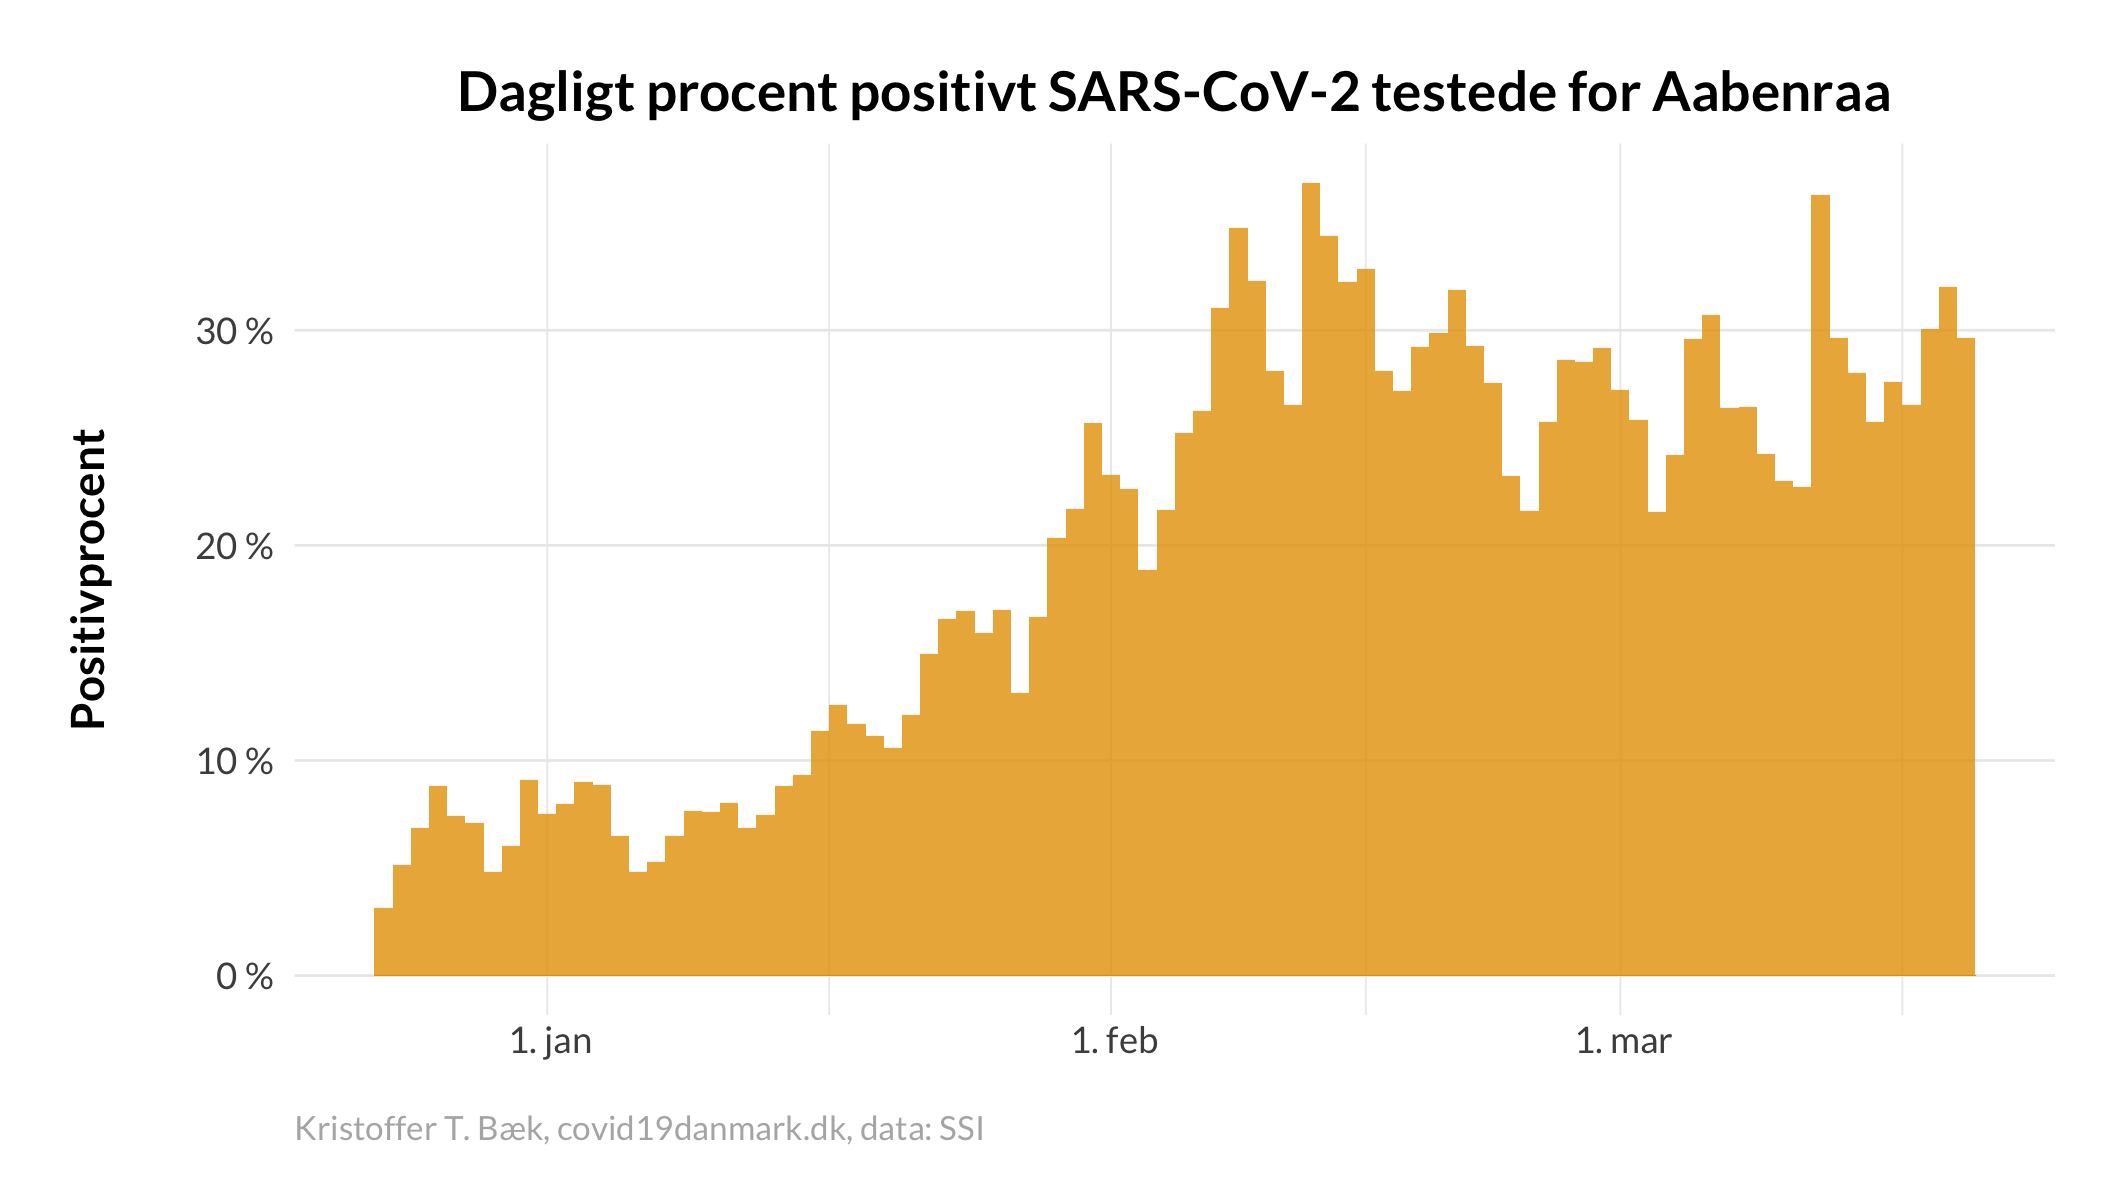 Dagligt procent positivt SARS-CoV-2 testede for Aabenraa
Positivprocent
30 %
20 %
10 %
0 %
1. jan
1. feb
1. mar
Kristoffer T. Bæk, covid19danmark.dk, data: SSI